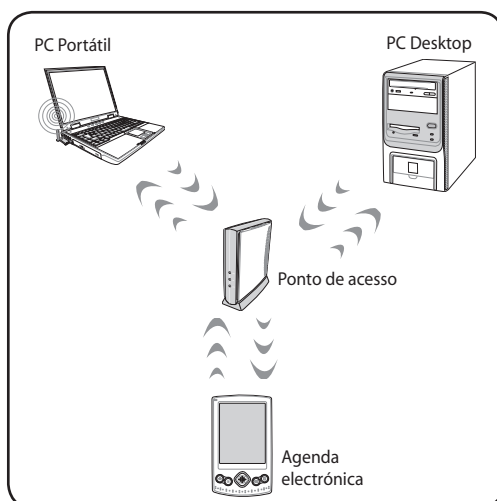 PC Portátil
PC Desktop
Ponto de acesso
Agenda
electrónica